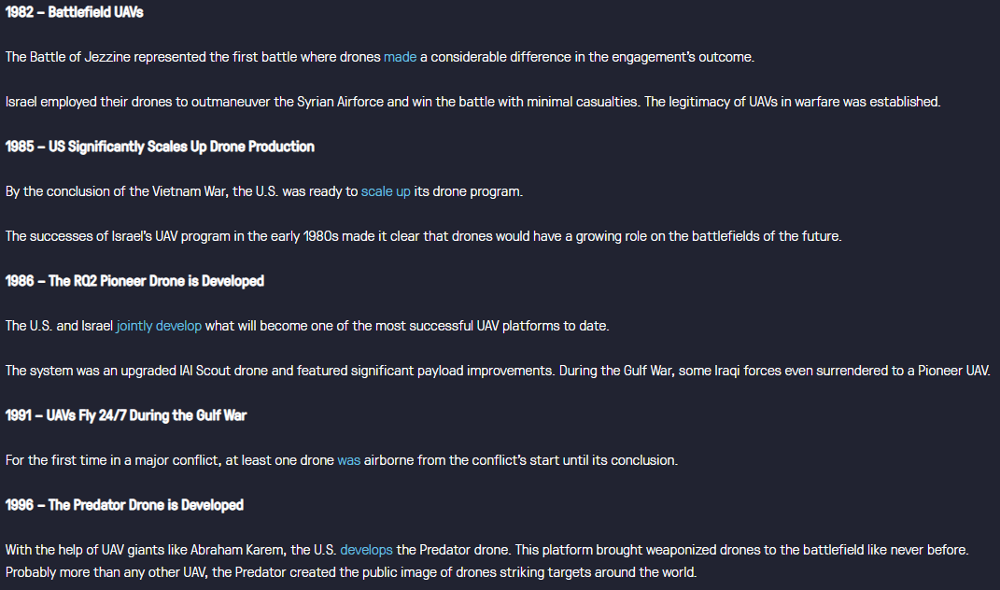 1982 – Battlefield UAVs
The Battle of Jezzine represented the first battle where drones made a considerable difference in the engagement's outcome.
Israel employed their drones to outmaneuver the Syrian Airforce and win the battle with minimal casualties. The legitimacy of UAVs in warfare was established.
1985 – US Significantly Scales Up Drone Production
By the conclusion of the Vietnam War, the U.S. was ready to scale up its drone program.
The successes of Israel's UAV program in the early 1980s made it clear that drones would have a growing role on the battlefields of the future.
1986 – The RQ2 Pioneer Drone is Developed
The U.S. and Israel jointly develop what will become one of the most successful UAV platforms to date.
The system was an upgraded IAI Scout drone and featured significant payload improvements. During the Gulf War, some Iraqi forces even surrendered to a Pioneer UAV.
1991 – UAVs Fly 24/7 During the Gulf War
For the first time in a major conflict, at least one drone was airborne from the conflict's start until its conclusion.
1996 – The Predator Drone is Developed
With the help of UAV giants like Abraham Karem, the U.S. develops the Predator drone. This platform brought weaponized drones to the battlefield like never before.
Probably more than any other UAV, the Predator created the public image of drones striking targets around the world.